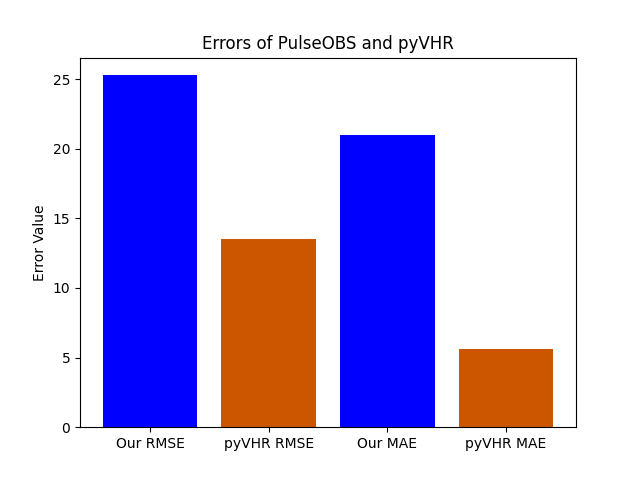 Errors of PulseOBS and pyVHR
Error Value
25
20
15
10
5
0
Our RMSE
pyVHR RMSE
Our MAE
pyVHR MAE